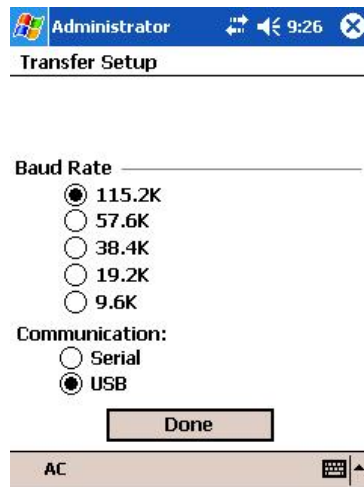 Administrator 9:26
Transfer Setup
Baud Rate
115.2K
57.6K
38.4K
19.2K
9.6K
Communication:
Serial
USB
Done
AC